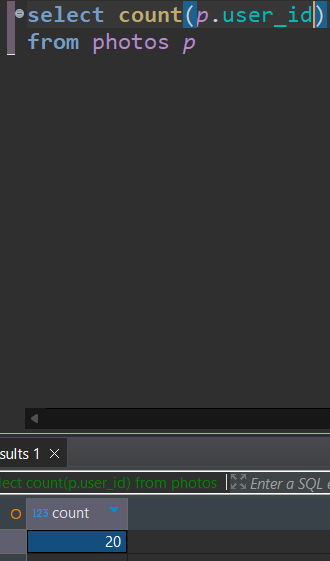 select count(p.user_id)
from photos p
sults 1 ×
lect count(p.user_id) from photos
Enter a SQL e
123 count
20